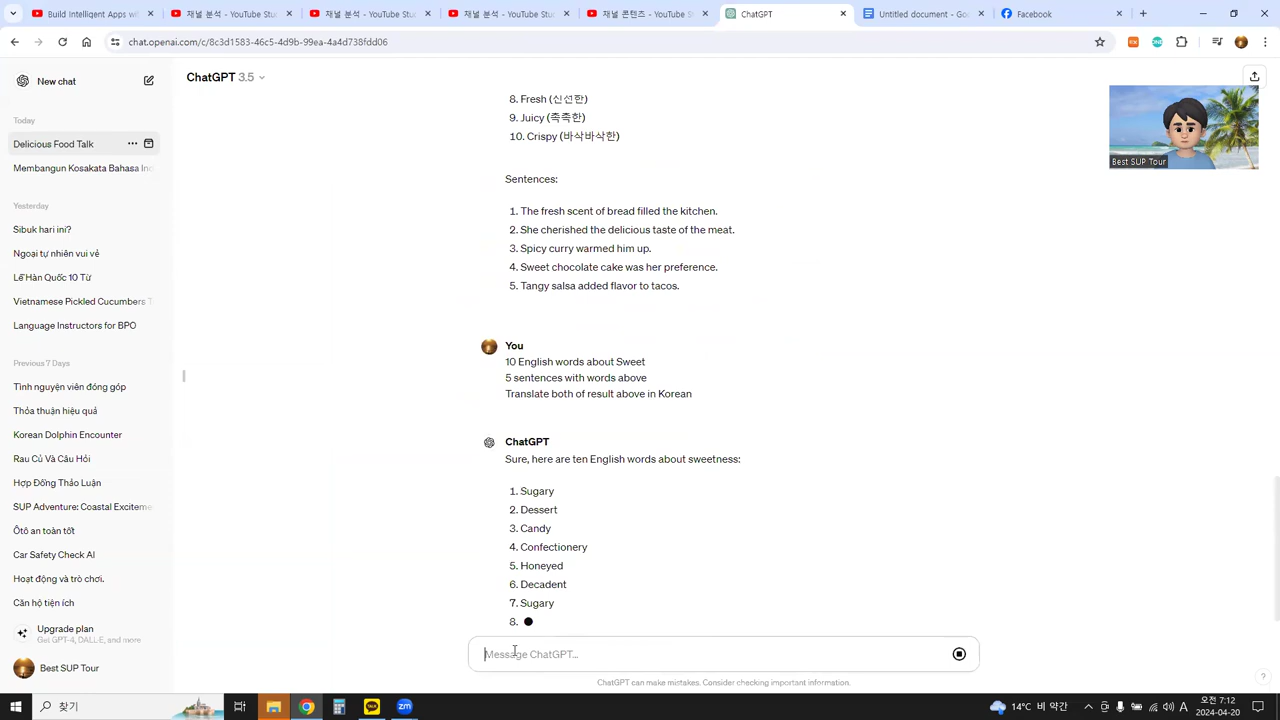 Build Intelligent Apps wi
채널 분석 - YouTube Stu
채널 분석 - YouTube Stud
채널 분석 - YouTube Stud
채널 콘텐츠 - YouTube S
ChatGPT
Untitled document - Goo
Facebook
chat.openai.com/c/8c3d1583-46c5-4d9b-99ea-4a4d738fdd06
New chat
Today
Delicious Food Talk
Membangun Kosakata Bahasa Ind
Yesterday
Sibuk hari ini?
Ngoại tự nhiên vui vẻ
Lễ Hàn Quốc 10 Từ
Vietnamese Pickled Cucumbers T
Language Instructors for BPO
Previous 7 Days
Tình nguyện viên đóng góp
Thỏa thuận hiệu quả
Korean Dolphin Encounter
Rau Củ Và Câu Hỏi
Hợp Đồng Thảo Luận
SUP Adventure: Coastal Exciteme
Ôtô an toàn tốt
Car Safety Check AI
Hoạt động và trò chơi.
Căn hộ tiện ích
Upgrade plan
Get GPT-4, DALL·E, and more
Best SUP Tour
ChatGPT 3.5
8. Fresh (신선한)
9. Juicy (촉촉한)
10. Crispy (바삭바삭한)
Sentences:
1. The fresh scent of bread filled the kitchen.
2. She cherished the delicious taste of the meat.
3. Spicy curry warmed him up.
4. Sweet chocolate cake was her preference.
5. Tangy salsa added flavor to tacos.
You
10 English words about Sweet
5 sentences with words above
Translate both of result above in Korean
ChatGPT
Sure, here are ten English words about sweetness:
1. Sugary
2. Dessert
3. Candy
4. Confectionery
5. Honeyed
6. Decadent
7. Sugary
8.
Message ChatGPT...
ChatGPT can make mistakes. Consider checking important information.
?
Best SUP Tour
찾기
14°C 비 약간
A
오전 7:12
2024-04-20